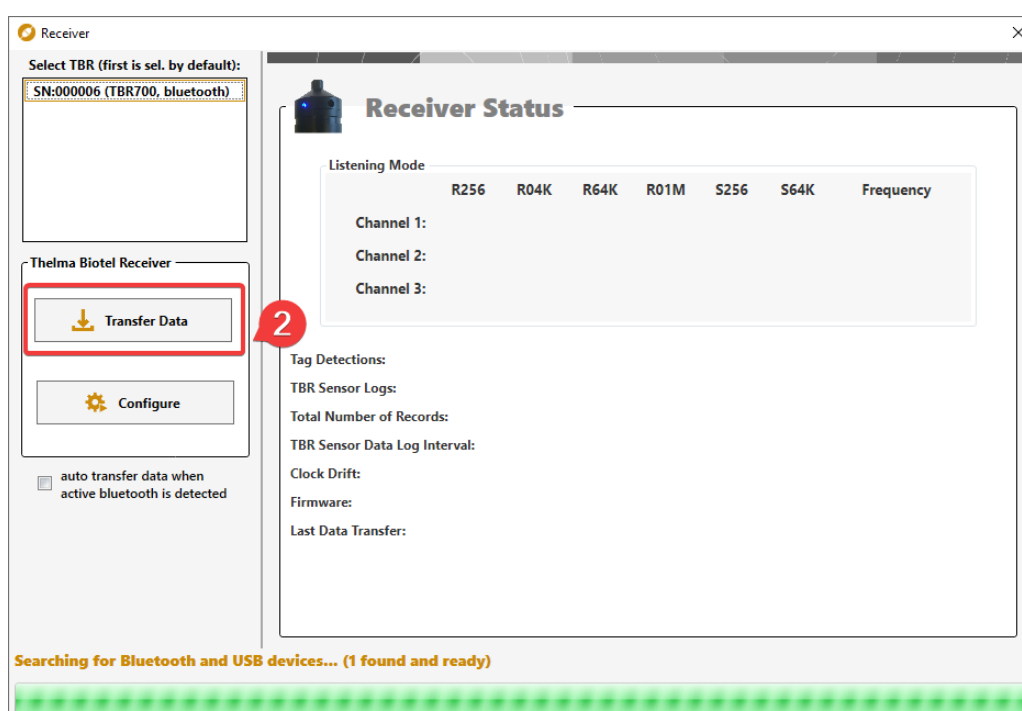 Receiver
Select TBR (first is sel. by default):
SN:000006 (TBR700, bluetooth)
Thelma Biotel Receiver
Transfer Data
2
Configure
auto transfer data when
active bluetooth is detected
Receiver Status
Listening Mode
R256 R04K R64K R01M S256 S64K Frequency
Channel 1:
Channel 2:
Channel 3:
Tag Detections:
TBR Sensor Logs:
Total Number of Records:
TBR Sensor Data Log Interval:
Clock Drift:
Firmware:
Last Data Transfer:
Searching for Bluetooth and USB devices... (1 found and ready)